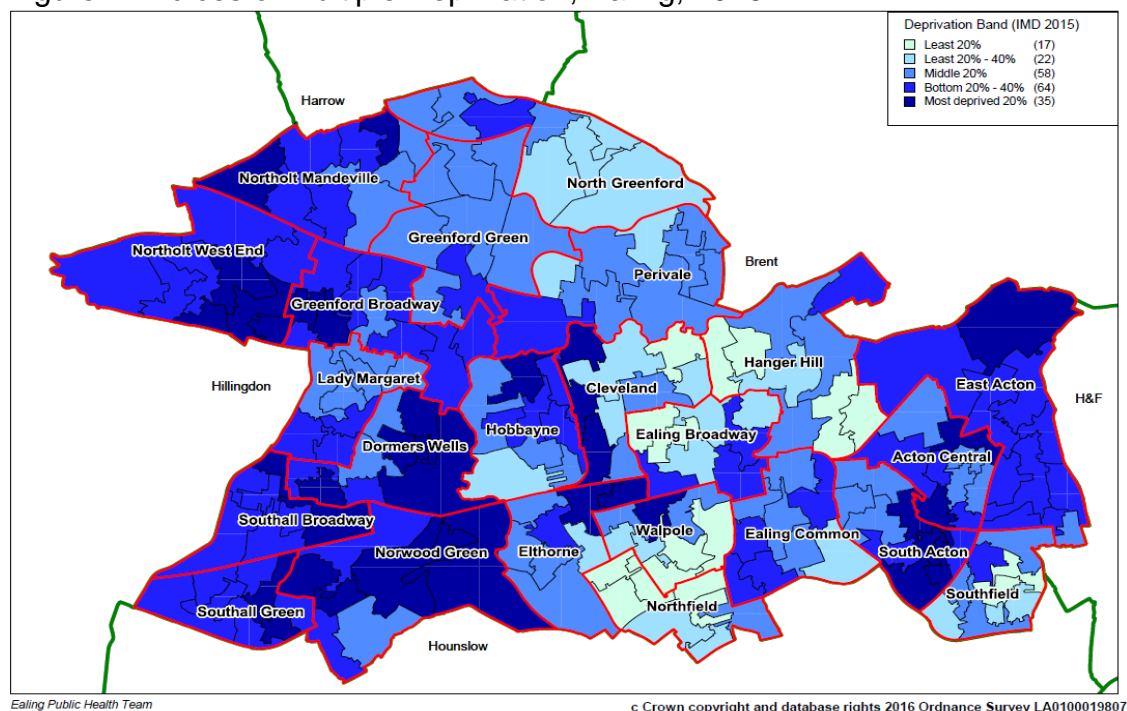 Deprivation Band (IMD 2015)
Least 20% (17)
Least 20% - 40% (22)
Middle 20% (58)
Bottom 20% - 40% (64)
Most deprived 20% (35)
Harrow
Northolt Mandeville
North Greenford
Greenford Green
Northolt West End
Brent
Perivale
Greenford Broadway
Hanger Hill
Lady Margaret
Hillingdon
Cleveland
East Acton
H&F
Hobbayne
Ealing Broadway
Dormers Wells
Acton Central
Southall Broadway
Walpole
Ealing Common
Norwood Green
Elthorne
South Acton
Southfield
Northfield
Southall Green
Hounslow
Ealing Public Health Team
c Crown copyright and database rights 2016 Ordnance Survey LA0100019807